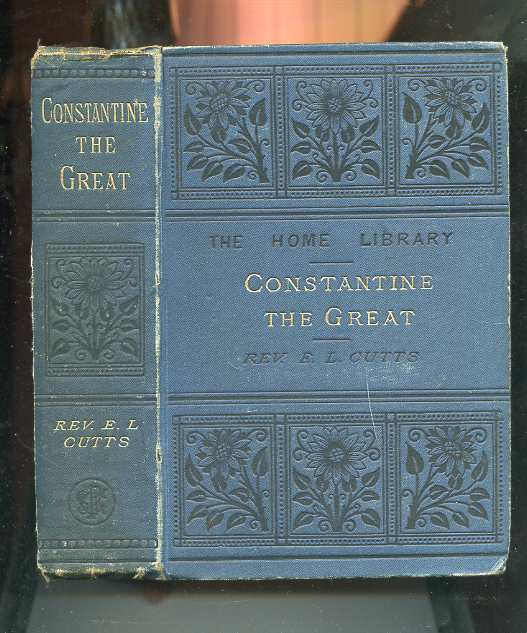 CONSTANTINE
THE
GREAT
REV. E. L
CUTTS
THE HOME LIBRARY
CONSTANTINE
THE GREAT
REV. E. L. CUTTS